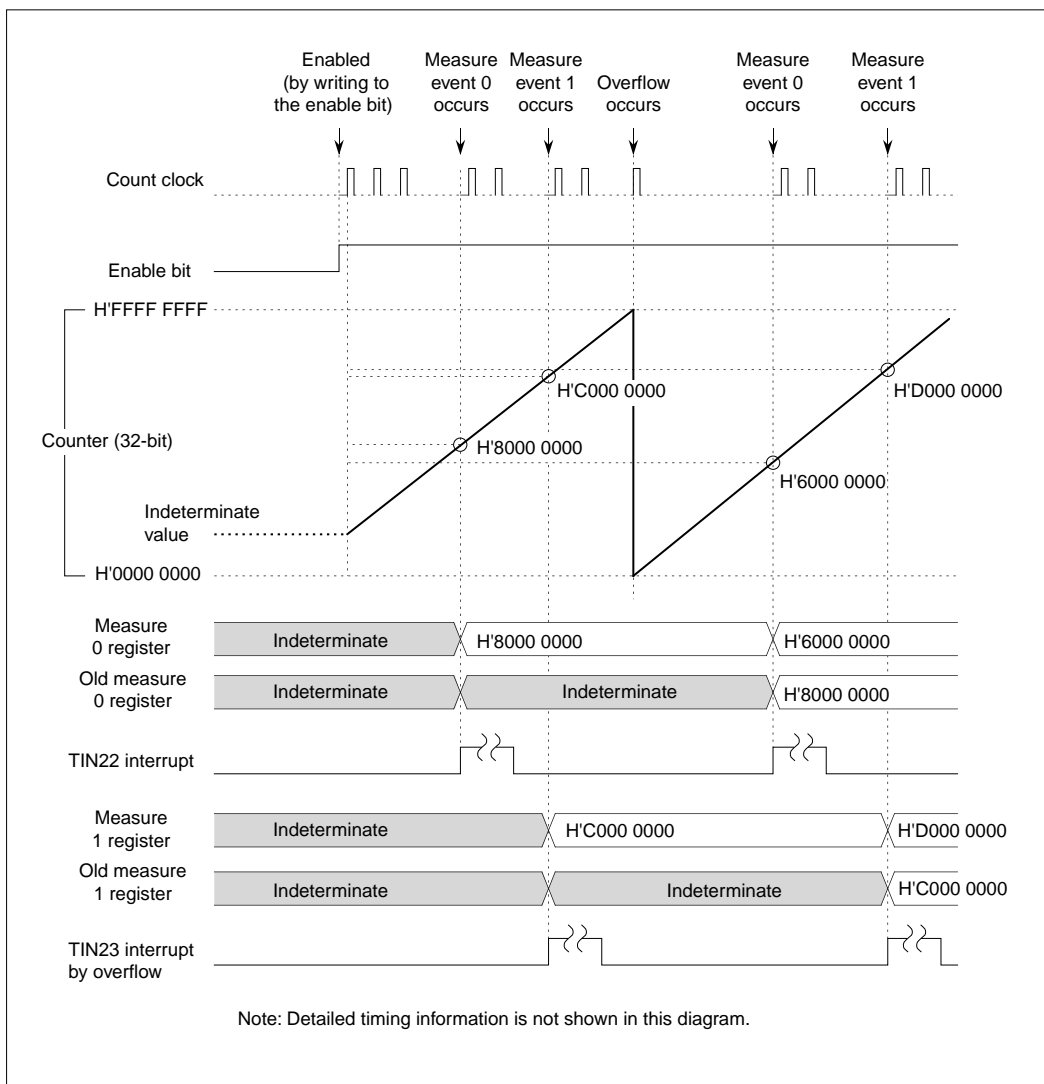 Enabled
(by writing to
the enable bit)
Measure
event 0
occurs
Measure
event 1
occurs
Overflow
occurs
Measure
event 0
occurs
Measure
event 1
occurs
Count clock
Enable bit
H'FFFF FFFF
H'C000 0000
H'D000 0000
Counter (32-bit)
H'8000 0000
H'6000 0000
Indeterminate
value
H'0000 0000
Measure
0 register
Indeterminate
H'8000 0000
H'6000 0000
Old measure
0 register
Indeterminate
Indeterminate
H'8000 0000
TIN22 interrupt
Measure
1 register
Indeterminate
H'C000 0000
H'D000 0000
Old measure
1 register
Indeterminate
Indeterminate
H'C000 0000
TIN23 interrupt
by overflow
Note: Detailed timing information is not shown in this diagram.